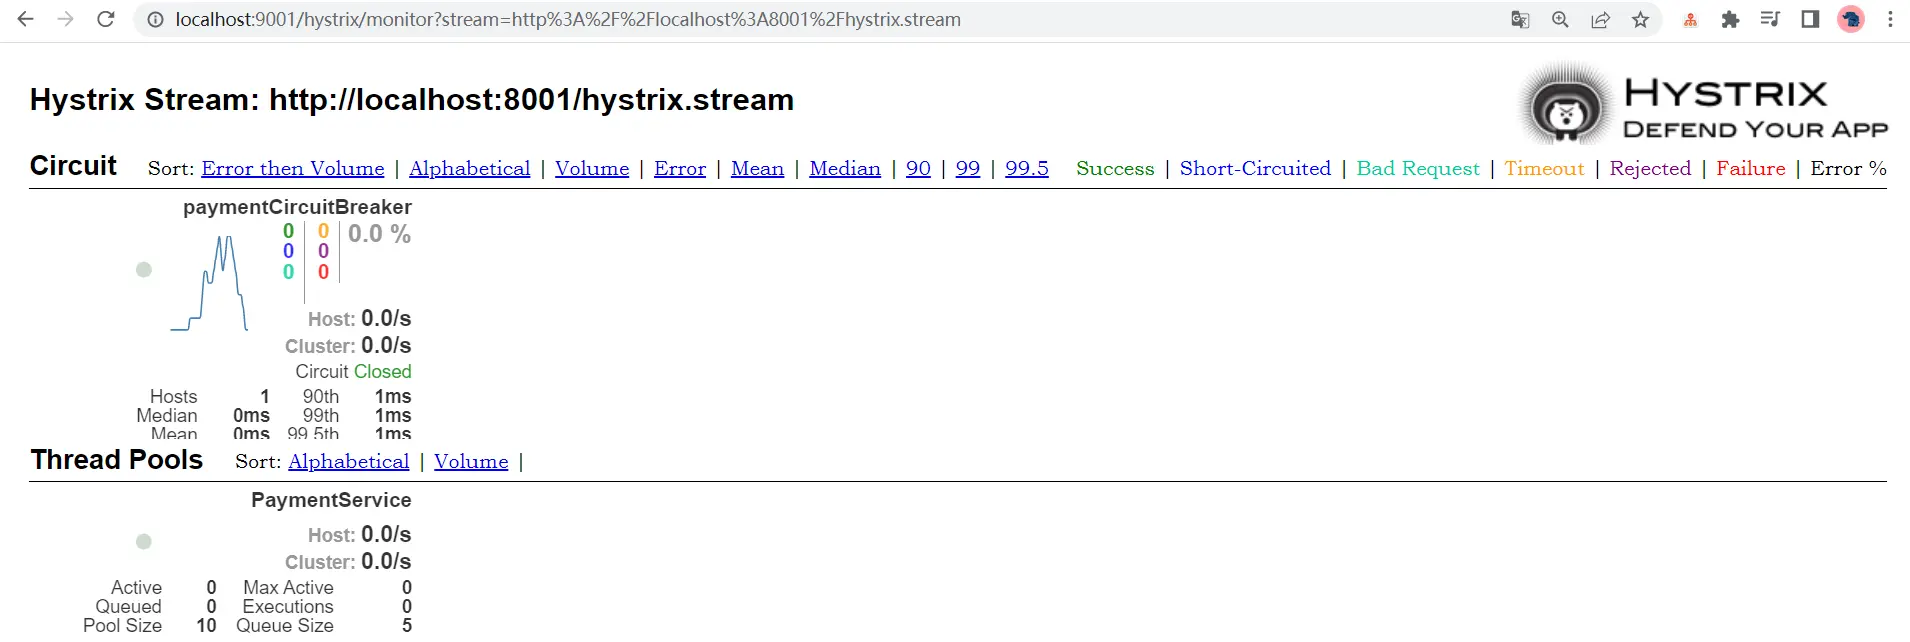 localhost:9001/hystrix/monitor?stream=http%3A%2F%2Flocalhost%3A8001%2Fhystrix.stream
Hystrix Stream: http://localhost:8001/hystrix.stream
HYSTRIX
DEFEND YOUR APP
Circuit Sort: Error then Volume | Alphabetical | Volume | Error | Mean | Median | 90 | 99 | 99.5 Success | Short-Circuited | Bad Request | Timeout | Rejected | Failure | Error %
paymentCircuitBreaker
0 0 0.0 %
0 0
0 0
Host: 0.0/s
Cluster: 0.0/s
Circuit Closed
Hosts 1 90th 1ms
Median 0ms 99th 1ms
Mean 0ms 99.5th 1ms
Thread Pools Sort: Alphabetical | Volume |
PaymentService
Host: 0.0/s
Cluster: 0.0/s
Active 0 Max Active 0
Queued 0 Executions 0
Pool Size 10 Queue Size 5